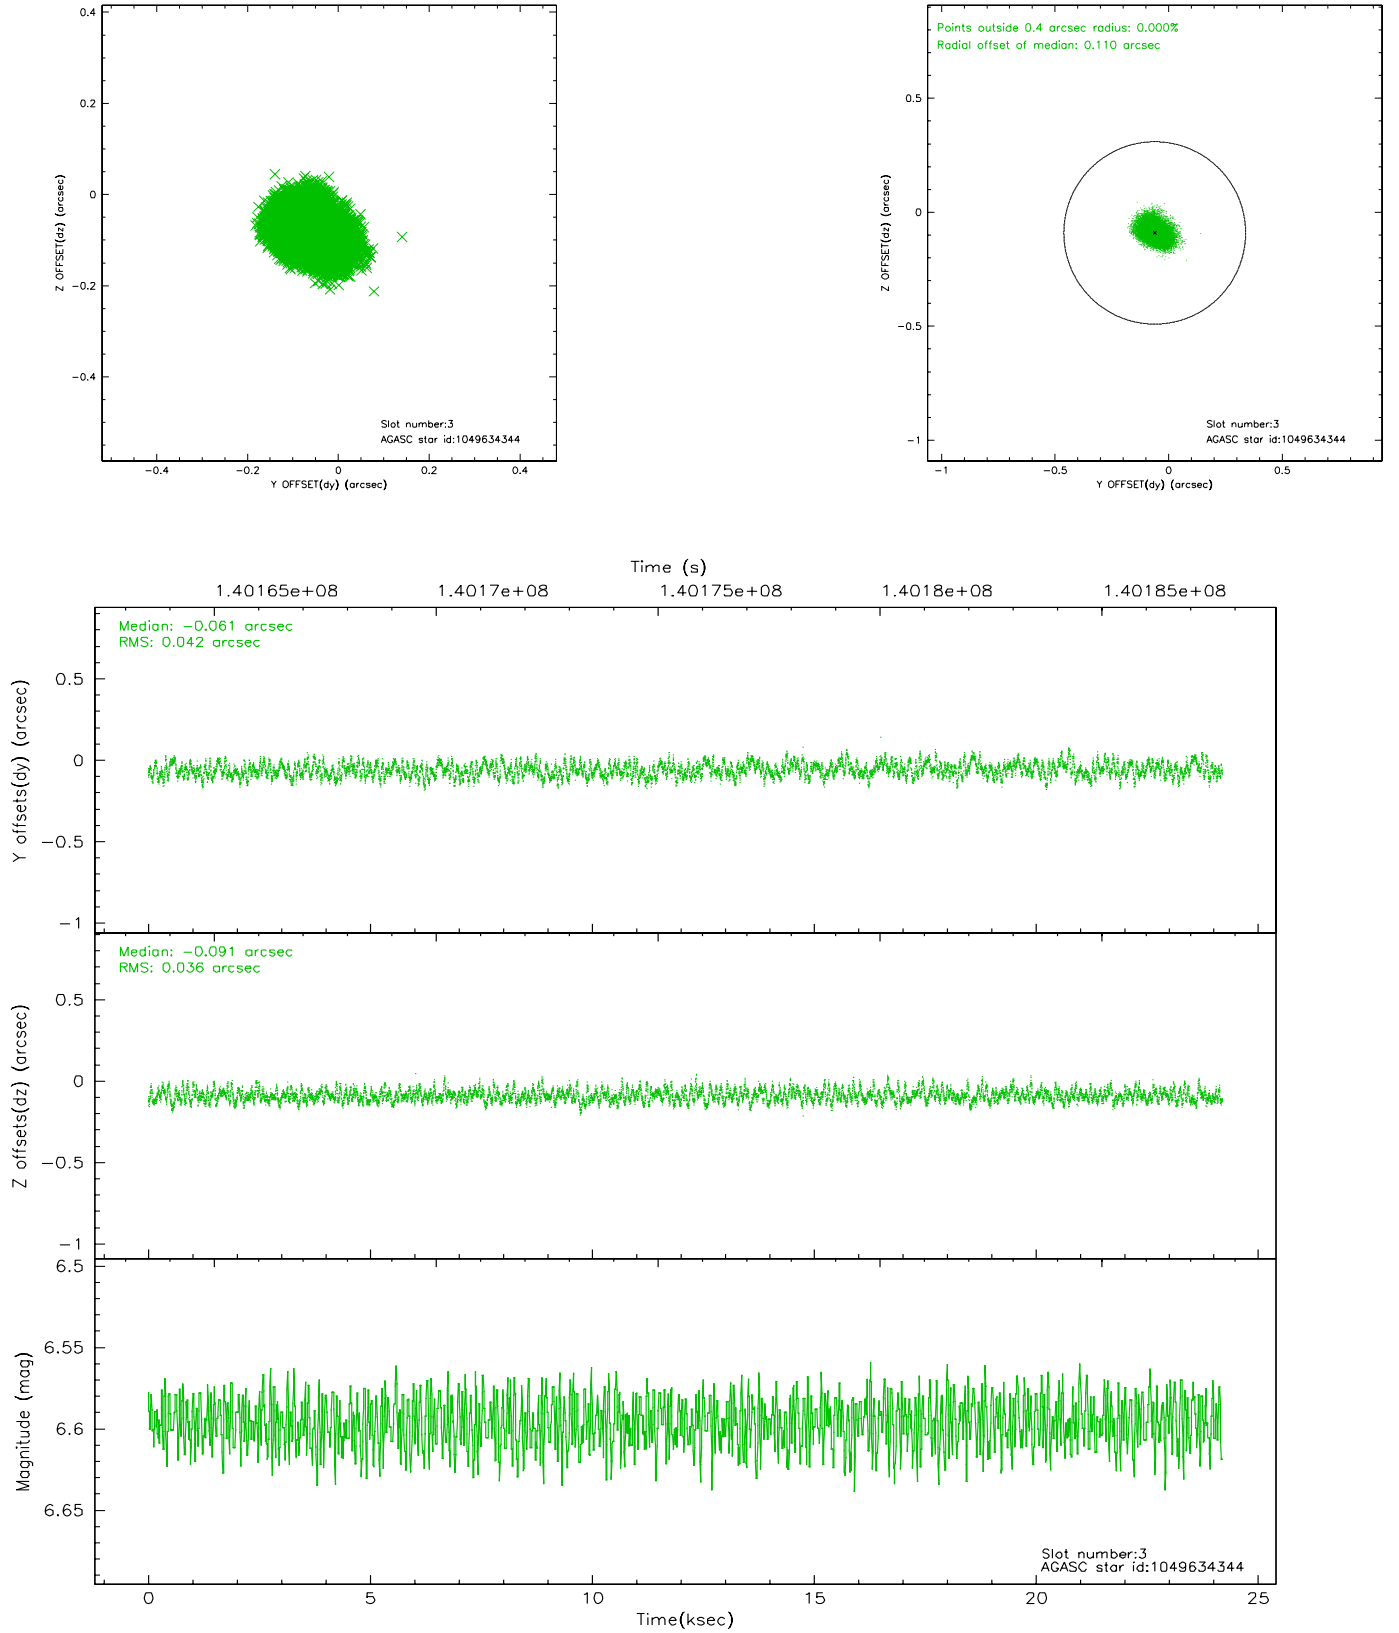 0.4
0.2
0
−0.2
−0.4
Z OFFSET(dz) (arcsec)
Slot number:3
AGASC star id:1049634344
−0.4 −0.2 0 0.2 0.4
Y OFFSET(dy) (arcsec)
Points outside 0.4 arcsec radius: 0.000%
Radial offset of median: 0.110 arcsec
0.5
0
−0.5
−1
Z OFFSET(dz) (arcsec)
Slot number:3
AGASC star id:1049634344
−1 −0.5 0 0.5
Y OFFSET(dy) (arcsec)
Time (s)
1.40165e+08 1.4017e+08 1.40175e+08 1.4018e+08 1.40185e+08
Median: −0.061 arcsec
RMS: 0.042 arcsec
0.5
0
−0.5
−1
Y offsets(dy) (arcsec)
Median: −0.091 arcsec
RMS: 0.036 arcsec
0.5
0
−0.5
−1
Z offsets(dz) (arcsec)
6.5
6.55
6.6
6.65
Magnitude (mag)
Slot number:3
AGASC star id:1049634344
0 5 10 15 20 25
Time(ksec)